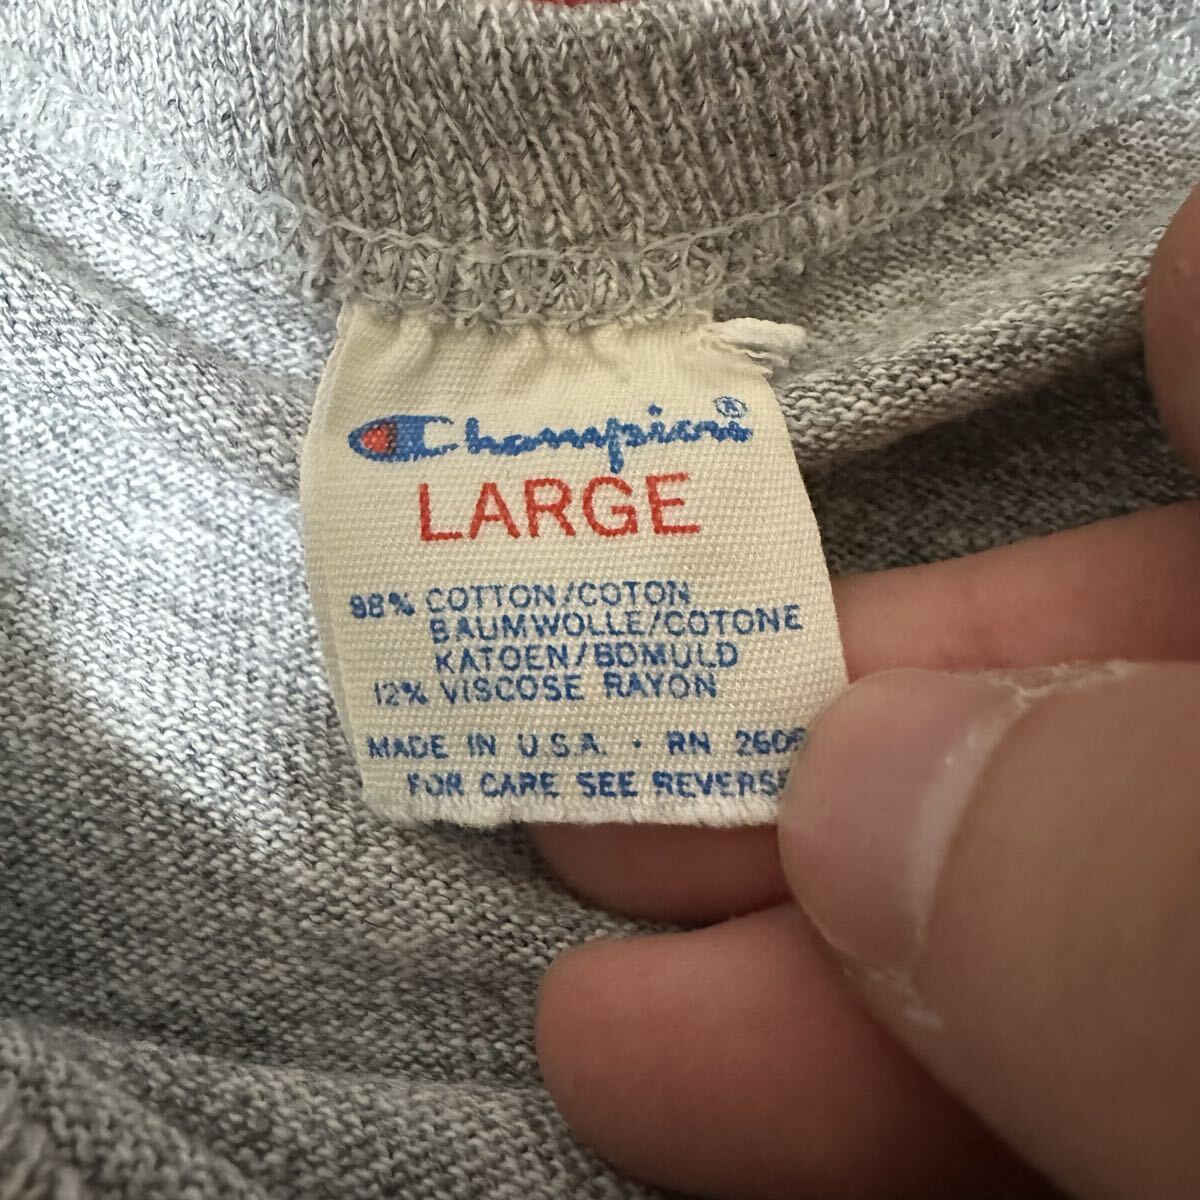 Champion®
LARGE
88% COTTON/COTON
BAUMWOLLE/COTONE
KATOEN/BOMULD
12% VISCOSE RAYON
MADE IN U.S.A. · RN 2609
FOR CARE SEE REVERSE